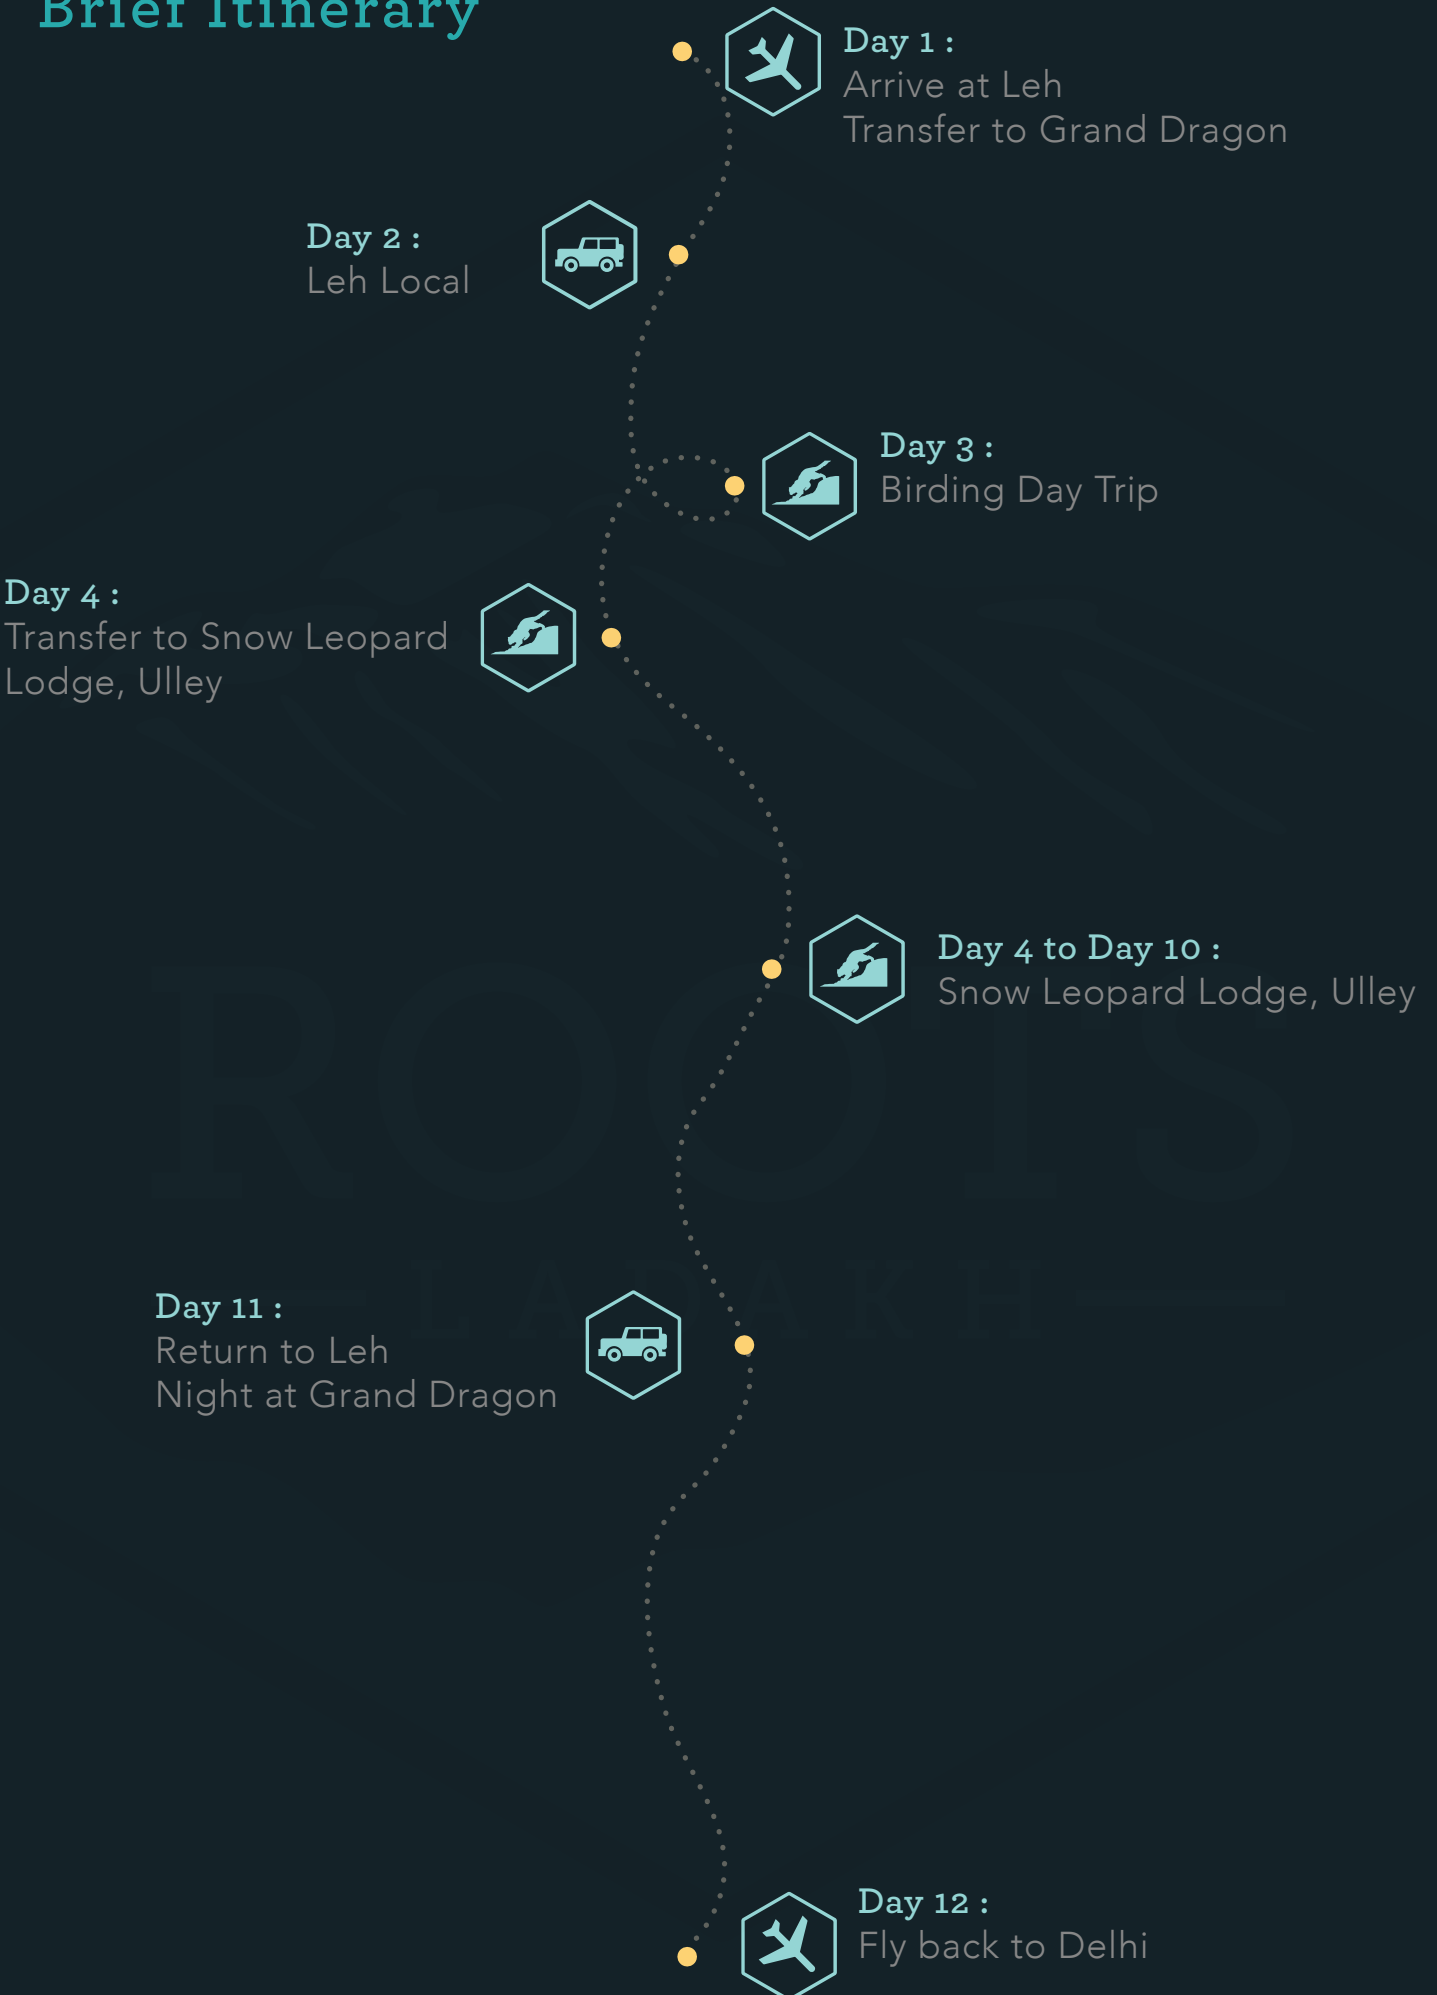 Brief Itinerary
Day 1 :
Arrive at Leh
Transfer to Grand Dragon
Day 2 :
Leh Local
Day 3 :
Birding Day Trip
Day 4 :
Transfer to Snow Leopard
Lodge, Ulley
Day 4 to Day 10 :
Snow Leopard Lodge, Ulley
ROOTS
LADAKH
Day 11 :
Return to Leh
Night at Grand Dragon
Day 12 :
Fly back to Delhi